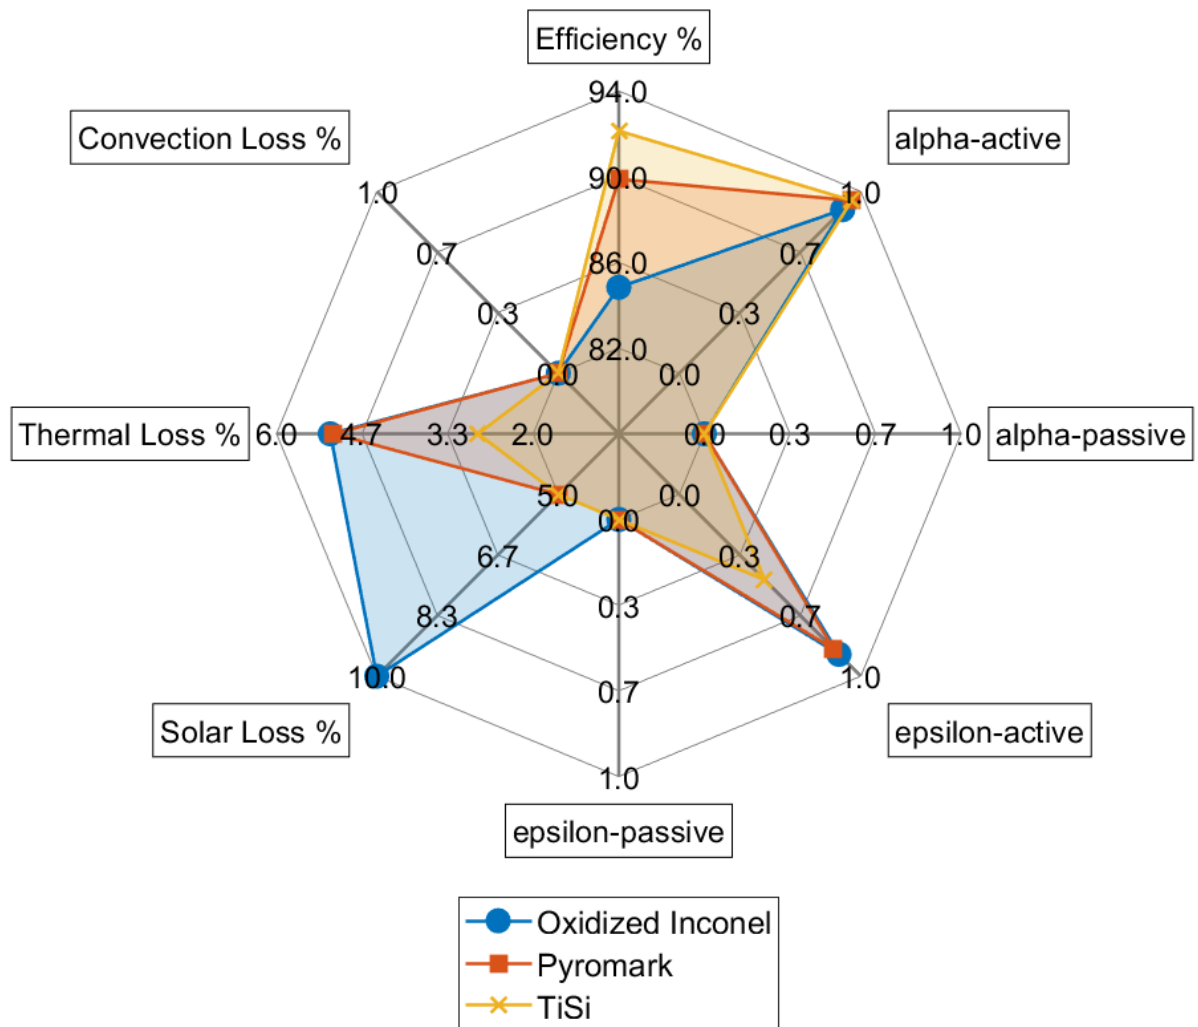 Efficiency %
94.0
Convection Loss %
alpha-active
90.0
1.0
1.0
0.7
0.7
86.0
0.3
0.3
82.0
0.0
0.0
Thermal Loss %
6.0
4.7
3.3
2.0
0.0
0.3
0.7
1.0
alpha-passive
5.0
0.0
0.0
6.7
0.3
0.3
8.3
0.7
0.7
10.0
1.0
Solar Loss %
epsilon-active
1.0
epsilon-passive
Oxidized Inconel
Pyromark
TiSi